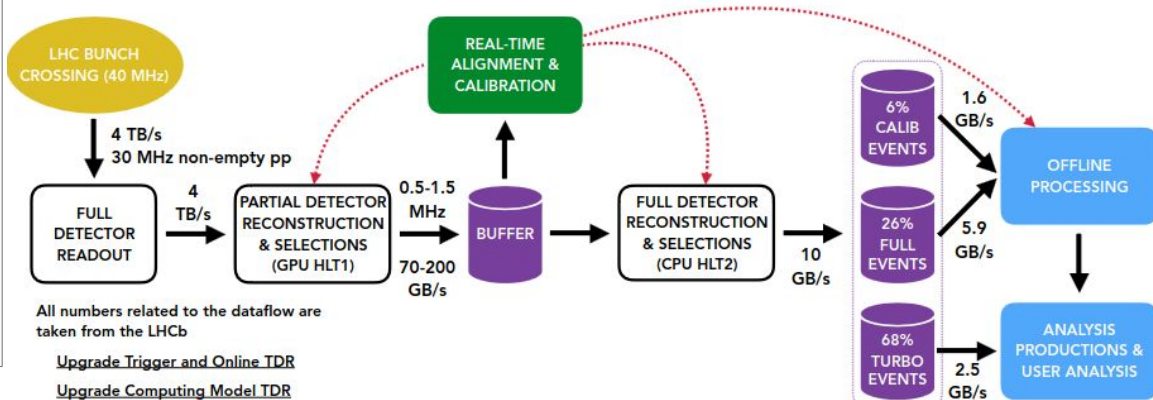 LHC BUNCH
CROSSING (40 MHz)
4 TB/s
30 MHz non-empty pp
FULL
DETECTOR
READOUT
4
TB/s
PARTIAL DETECTOR
RECONSTRUCTION
& SELECTIONS
(GPU HLT1)
0.5-1.5
MHz
70-200
GB/s
REAL-TIME
ALIGNMENT &
CALIBRATION
BUFFER
FULL DETECTOR
RECONSTRUCTION
& SELECTIONS
(CPU HLT2)
10
GB/s
6%
CALIB
EVENTS
26%
FULL
EVENTS
68%
TURBO
EVENTS
1.6
GB/s
5.9
GB/s
2.5
GB/s
OFFLINE
PROCESSING
ANALYSIS
PRODUCTIONS &
USER ANALYSIS
All numbers related to the dataflow are
taken from the LHCb
Upgrade Trigger and Online TDR
Upgrade Computing Model TDR